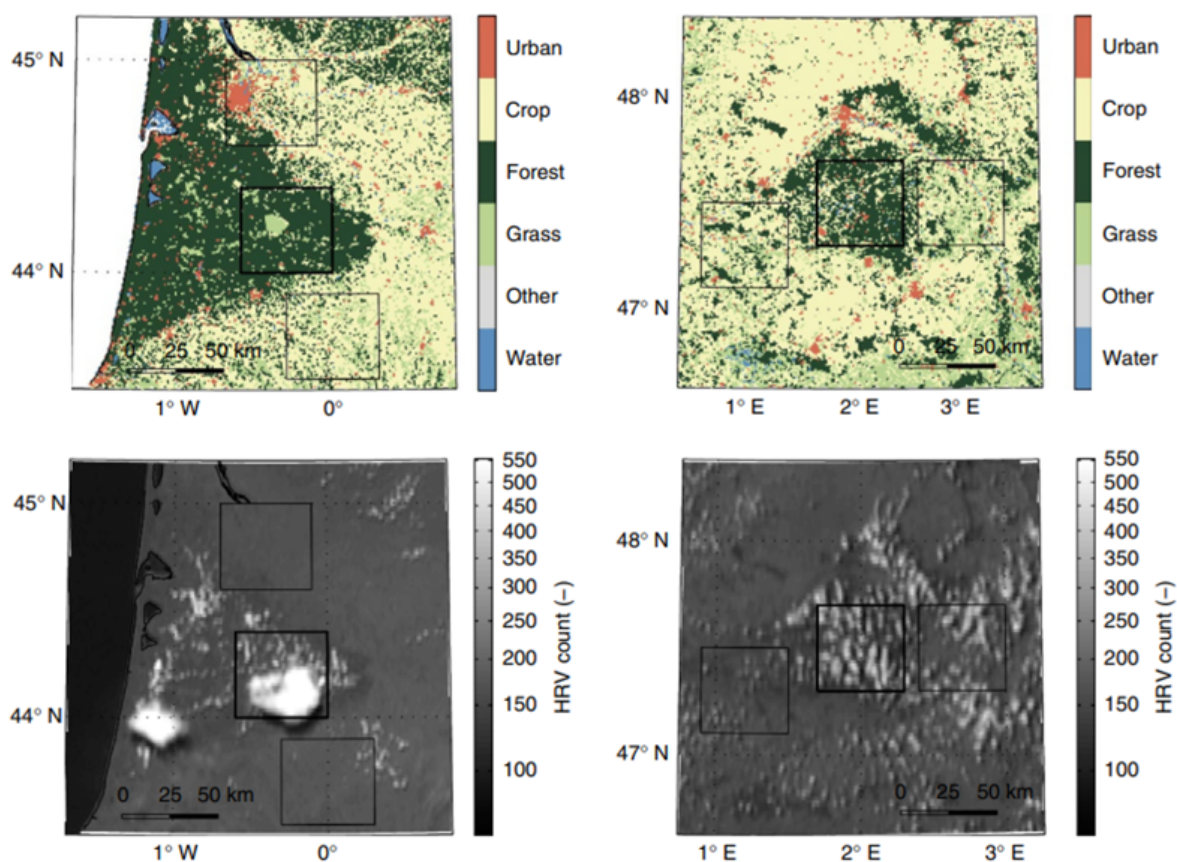 45° N
44° N
1° W
0°
0 25 50 km
Urban
Crop
Forest
Grass
Other
Water
48° N
47° N
1° E
2° E
3° E
0 25 50 km
Urban
Crop
Forest
Grass
Other
Water
45° N
44° N
1° W
0°
0 25 50 km
550
500
450
400
350
300
250
200
150
100
HRV count (–)
48° N
47° N
1° E
2° E
3° E
0 25 50 km
550
500
450
400
350
300
250
200
150
100
HRV count (–)